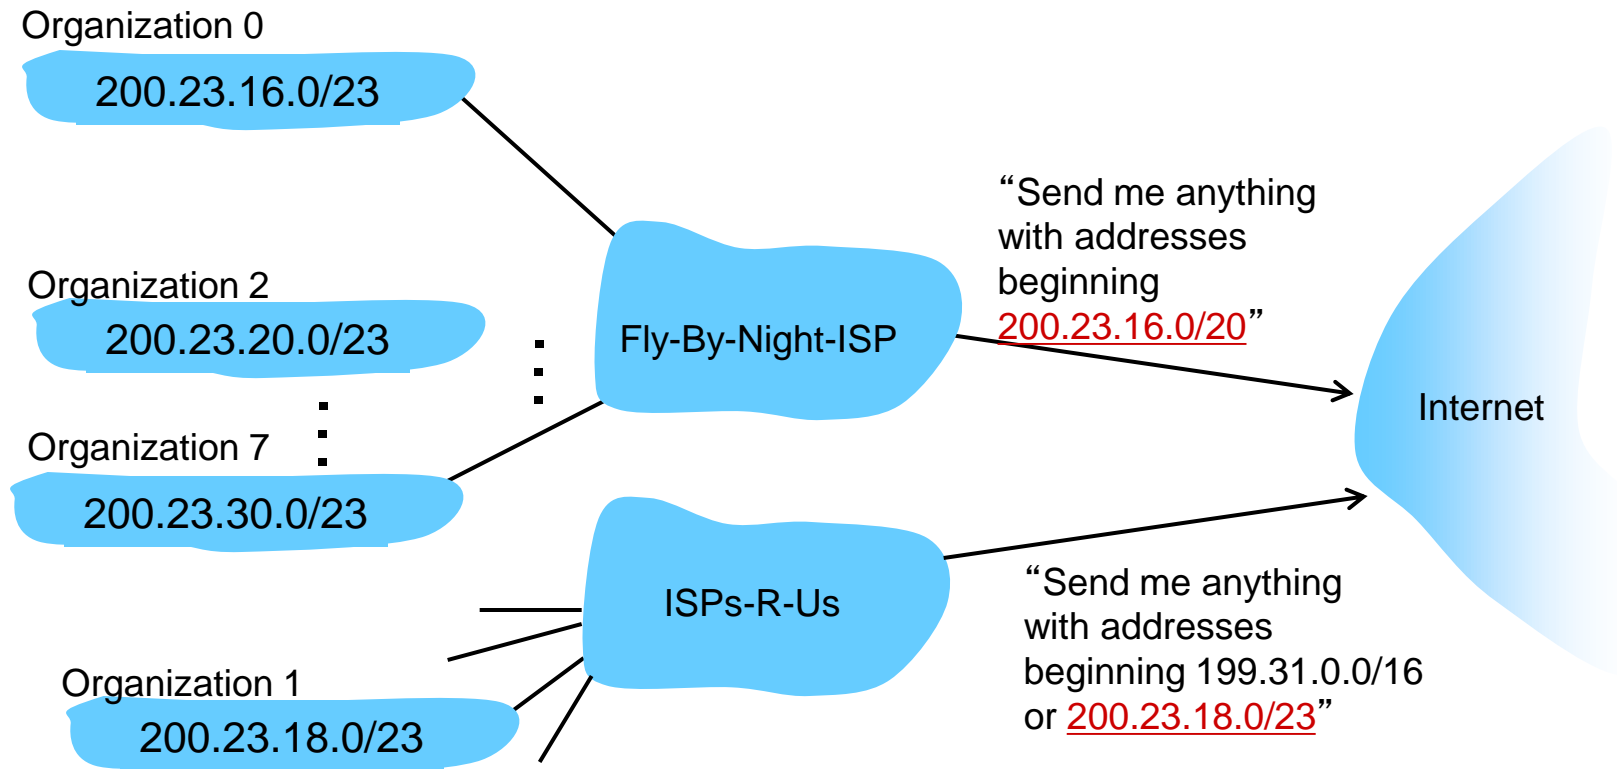 Organization 0
200.23.16.0/23
Organization 2
200.23.20.0/23
Organization 7
200.23.30.0/23
Fly-By-Night-ISP
“Send me anything
with addresses
beginning
200.23.16.0/20”
Internet
ISPs-R-Us
Organization 1
200.23.18.0/23
“Send me anything
with addresses
beginning 199.31.0.0/16
or 200.23.18.0/23”